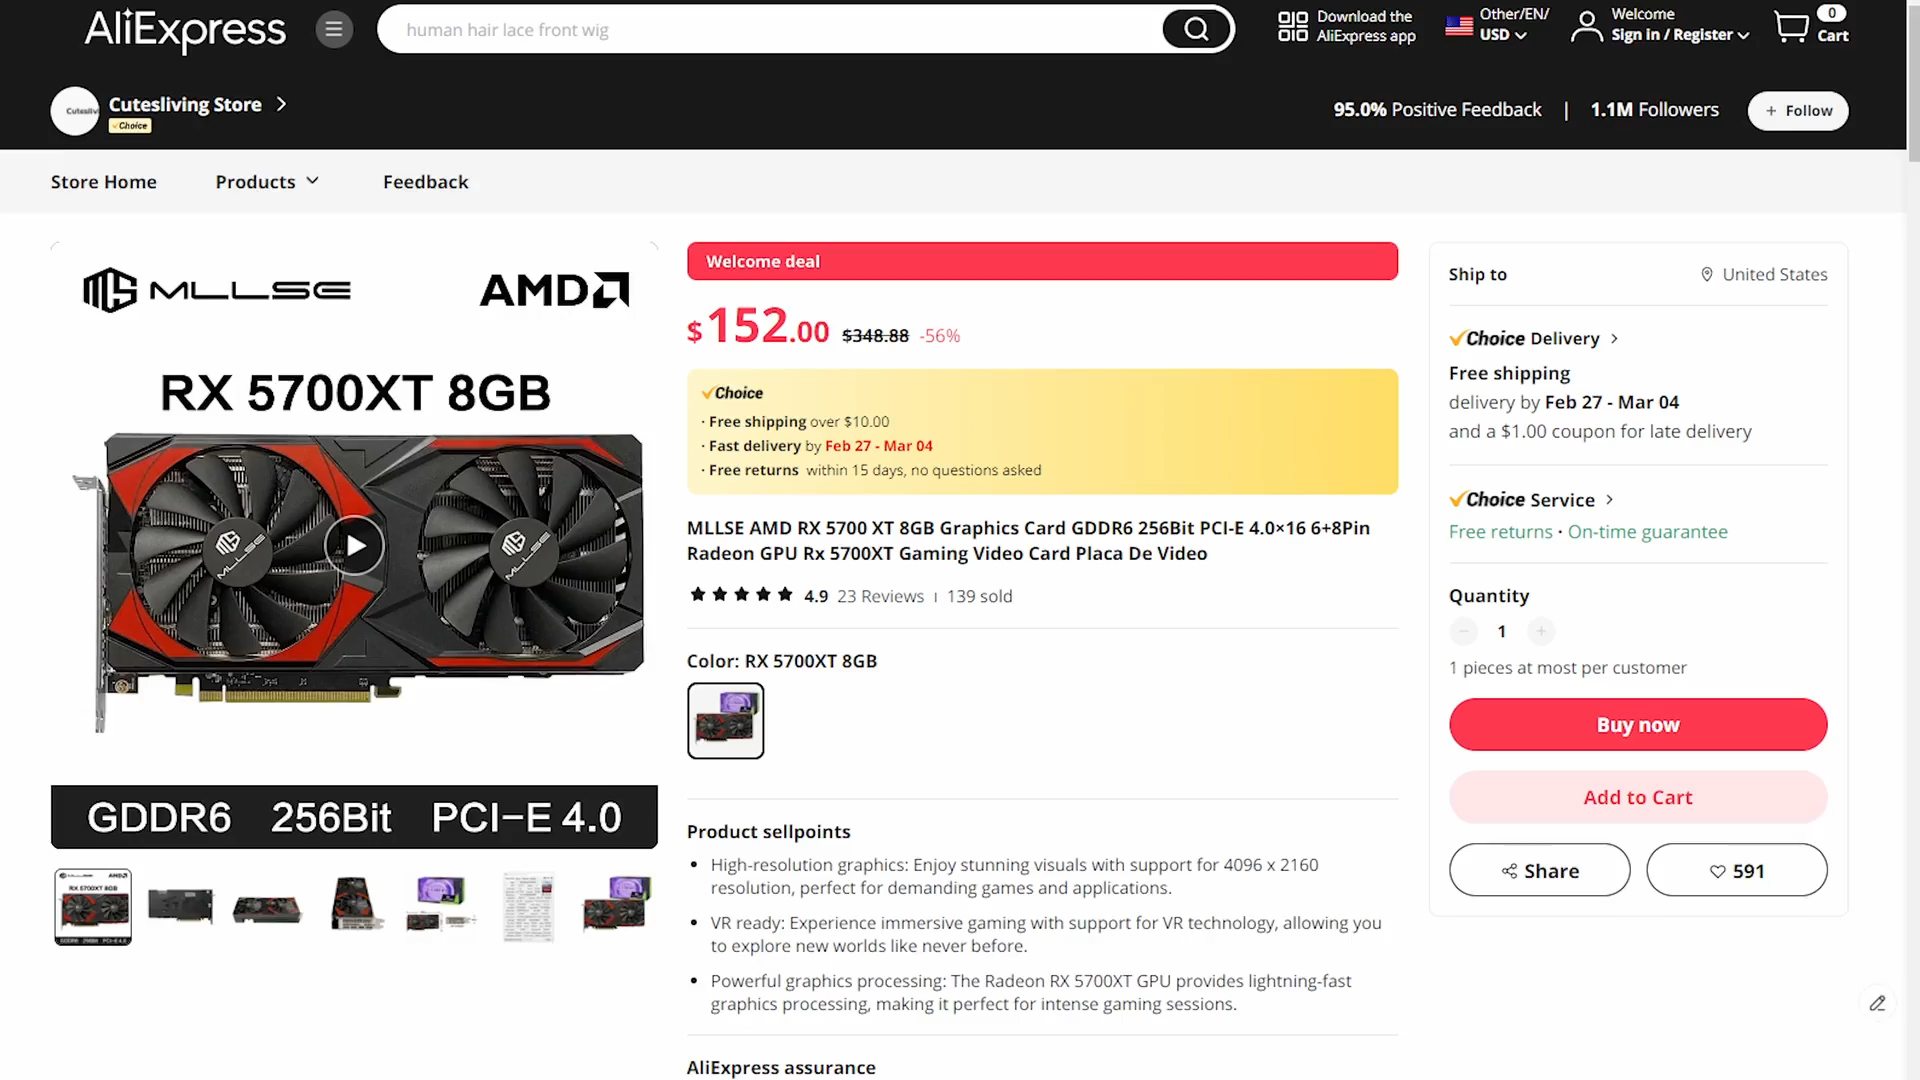 AliExpress
human hair lace front wig
Download the
AliExpress app
Other/EN/
USD
Welcome
Sign in / Register
0
Cart
Cutesliving Store
Choice
95.0% Positive Feedback | 1.1M Followers
+ Follow
Store Home
Products
Feedback
MLLSE
AMD
RX 5700XT 8GB
MLLSE
MLLSE
GDDR6 256Bit PCI-E 4.0
Welcome deal
$152.00 $348.88 -56%
Choice
· Free shipping over $10.00
· Fast delivery by Feb 27 - Mar 04
· Free returns within 15 days, no questions asked
MLLSE AMD RX 5700 XT 8GB Graphics Card GDDR6 256Bit PCI-E 4.0×16 6+8Pin
Radeon GPU Rx 5700XT Gaming Video Card Placa De Video
4.9 23 Reviews | 139 sold
Color: RX 5700XT 8GB
Product sellpoints
High-resolution graphics: Enjoy stunning visuals with support for 4096 x 2160
resolution, perfect for demanding games and applications.
VR ready: Experience immersive gaming with support for VR technology, allowing you
to explore new worlds like never before.
Powerful graphics processing: The Radeon RX 5700XT GPU provides lightning-fast
graphics processing, making it perfect for intense gaming sessions.
AliExpress assurance
Ship to
United States
Choice Delivery
Free shipping
delivery by Feb 27 - Mar 04
and a $1.00 coupon for late delivery
Choice Service
Free returns · On-time guarantee
Quantity
1
1 pieces at most per customer
Buy now
Add to Cart
Share
591